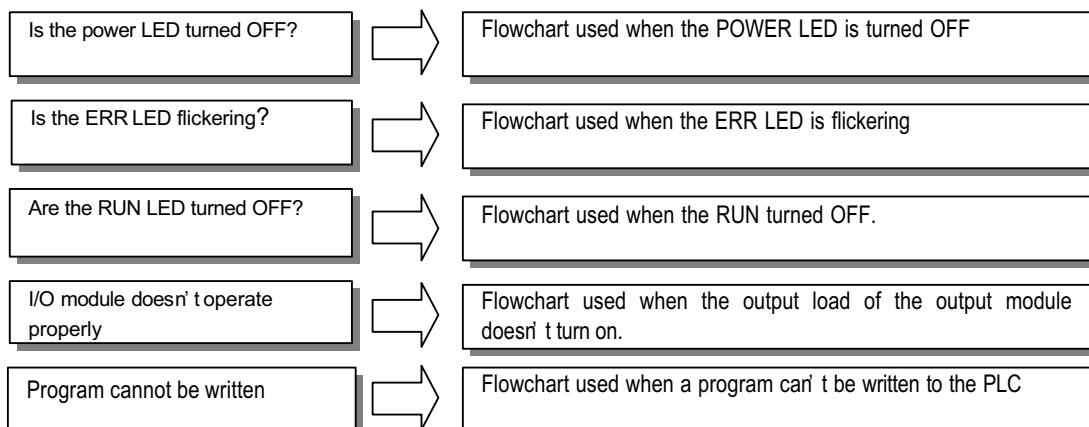 Is the power LED turned OFF?
Flowchart used when the POWER LED is turned OFF
Is the ERR LED flickering?
Flowchart used when the ERR LED is flickering
Are the RUN LED turned OFF?
Flowchart used when the RUN turned OFF.
I/O module doesn' t operate
properly
Flowchart used when the output load of the output module
doesn' t turn on.
Program cannot be written
Flowchart used when a program can' t be written to the PLC